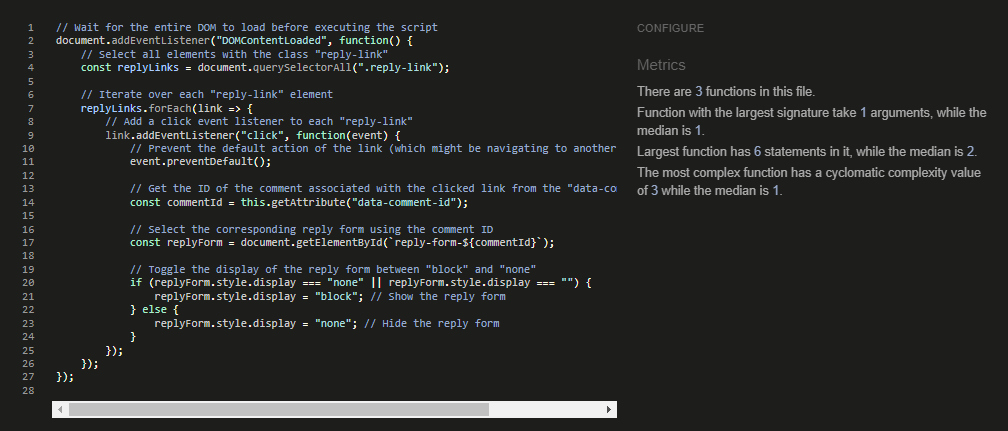 1 // Wait for the entire DOM to load before executing the script
2 document.addEventListener("DOMContentLoaded", function() {
3 // Select all elements with the class "reply-link"
4 const replyLinks = document.querySelectorAll(".reply-link");
5
6 // Iterate over each "reply-link" element
7 replyLinks.forEach(link => {
8 // Add a click event listener to each "reply-link"
9 link.addEventListener("click", function(event) {
10 // Prevent the default action of the link (which might be navigating to another
11 event.preventDefault();
12
13 // Get the ID of the comment associated with the clicked link from the "data-co
14 const commentId = this.getAttribute("data-comment-id");
15
16 // Select the corresponding reply form using the comment ID
17 const replyForm = document.getElementById(`reply-form-${commentId}`);
18
19 // Toggle the display of the reply form between "block" and "none"
20 if (replyForm.style.display === "none" || replyForm.style.display === "") {
21 replyForm.style.display = "block"; // Show the reply form
22 } else {
23 replyForm.style.display = "none"; // Hide the reply form
24 }
25 });
26 });
27 });
28
CONFIGURE
Metrics
There are 3 functions in this file.
Function with the largest signature take 1 arguments, while the
median is 1.
Largest function has 6 statements in it, while the median is 2.
The most complex function has a cyclomatic complexity value
of 3 while the median is 1.